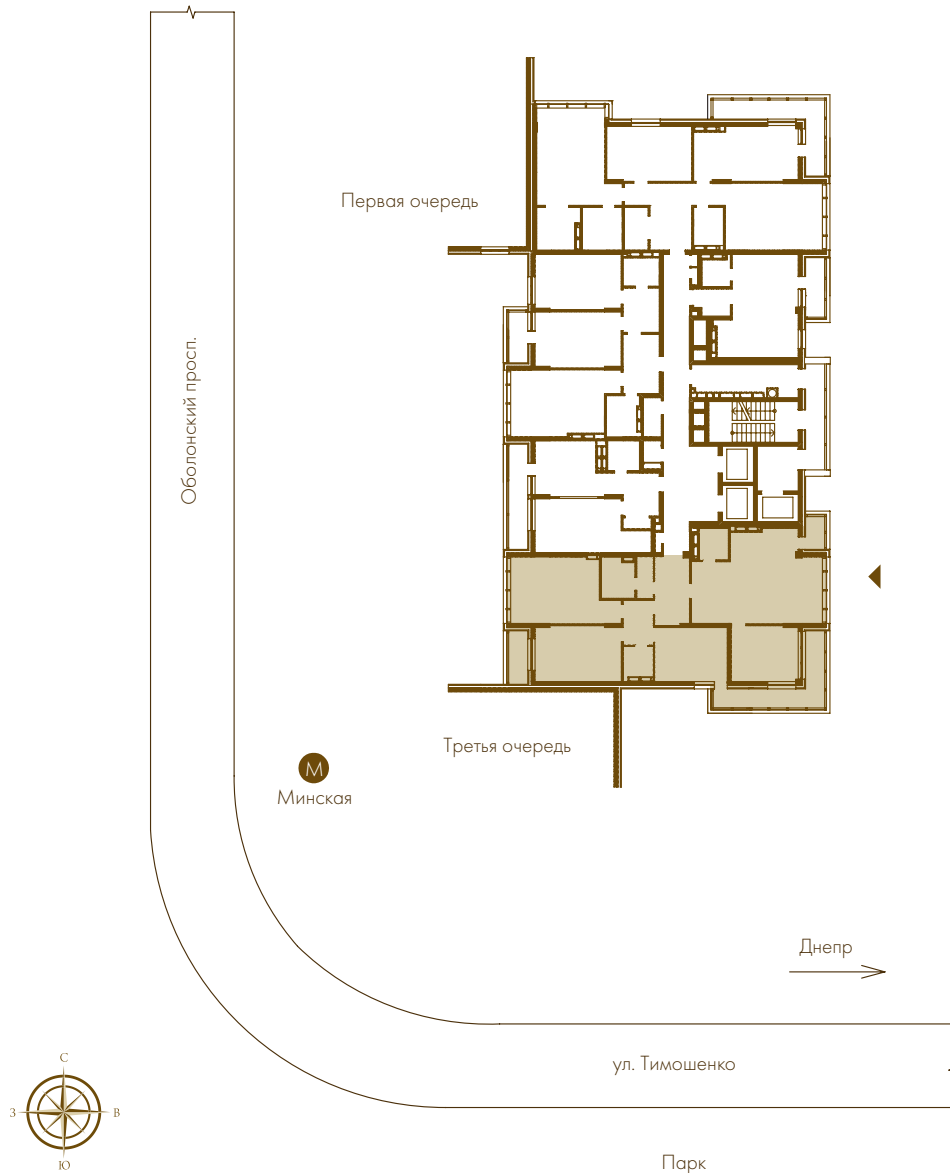 Первая очередь
Оболонский просп.
Третья очередь
М
Минская
Днепр
ул. Тимошенко
С
З
В
Ю
Парк